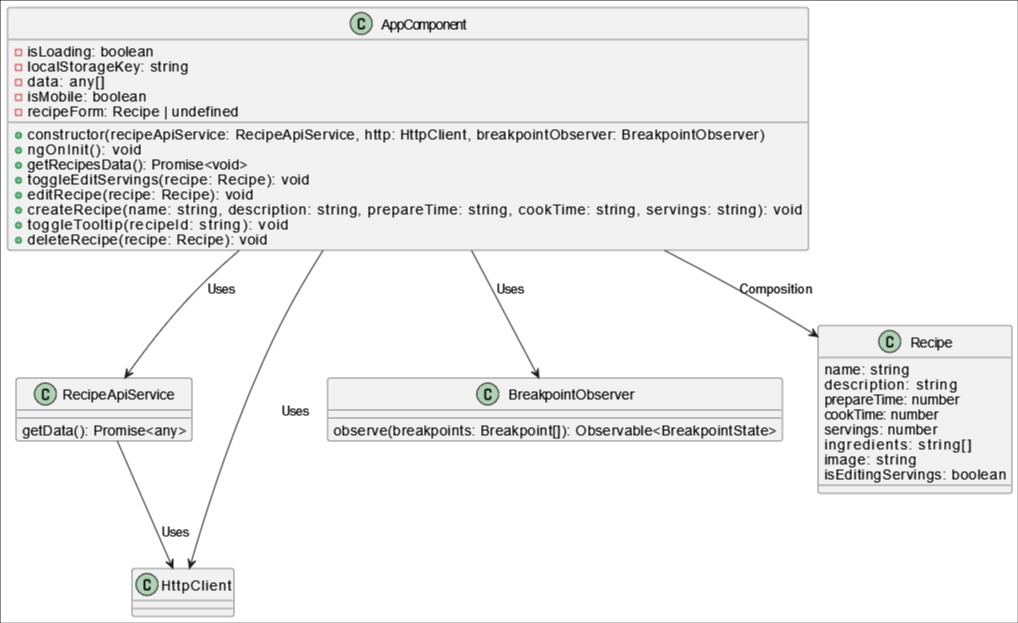 C AppComponent
isLoading: boolean
localStorageKey: string
data: any[]
isMobile: boolean
recipeForm: Recipe | undefined
constructor(recipeApiService: RecipeApiService, http: HttpClient, breakpointObserver: BreakpointObserver)
ngOnInit(): void
getRecipesData(): Promise<void>
toggleEditServings(recipe: Recipe): void
editRecipe(recipe: Recipe): void
createRecipe(name: string, description: string, prepareTime: string, cookTime: string, servings: string): void
toggleTooltip(recipeId: string): void
deleteRecipe(recipe: Recipe): void
Uses
Uses
Composition
C Recipe
name: string
description: string
prepareTime: number
cookTime: number
servings: number
ingredients: string[]
image: string
isEditingServings: boolean
C RecipeApiService
getData(): Promise<any>
Uses
C BreakpointObserver
observe(breakpoints: Breakpoint[]): Observable<BreakpointState>
Uses
C HttpClient